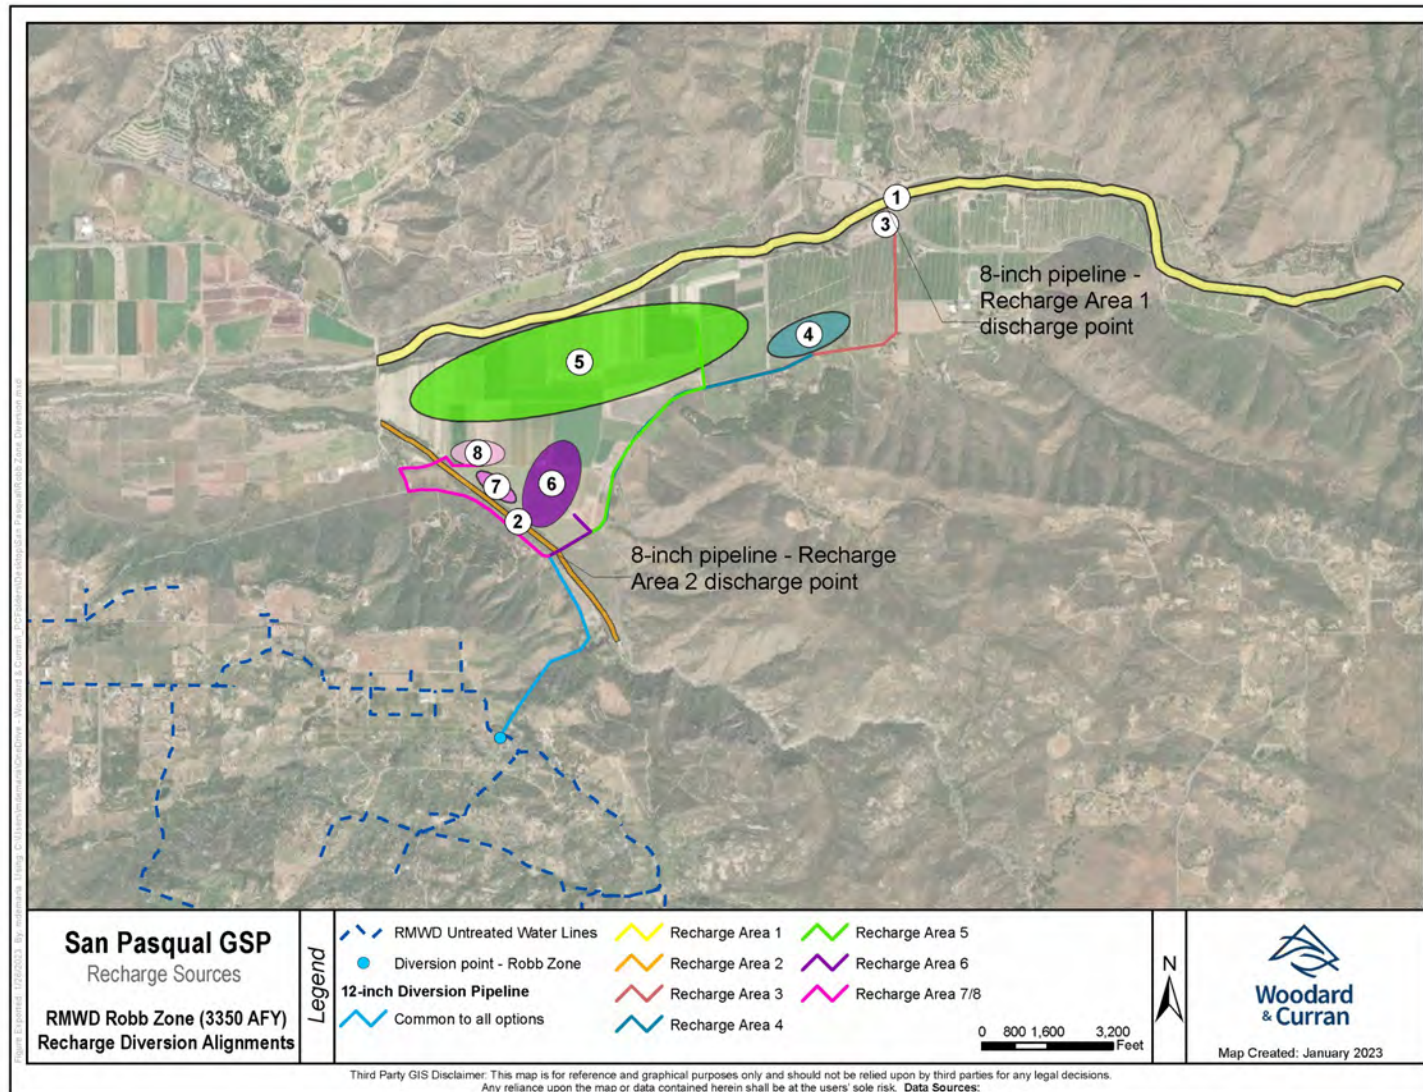 1
3
8-inch pipeline -
Recharge Area 1
discharge point
4
5
8
7
6
2
8-inch pipeline - Recharge
Area 2 discharge point
San Pasqual GSP
Recharge Sources
RMWD Robb Zone (3350 AFY)
Recharge Diversion Alignments
Legend
RMWD Untreated Water Lines
Diversion point - Robb Zone
12-inch Diversion Pipeline
Common to all options
Recharge Area 1
Recharge Area 2
Recharge Area 3
Recharge Area 4
Recharge Area 5
Recharge Area 6
Recharge Area 7/8
0 800 1,600 3,200
Feet
N
Woodard
& Curran
Map Created: January 2023
Third Party GIS Disclaimer: This map is for reference and graphical purposes only and should not be relied upon by third parties for any legal decisions.
Any reliance upon the map or data contained herein shall be at the users' sole risk. Data Sources: